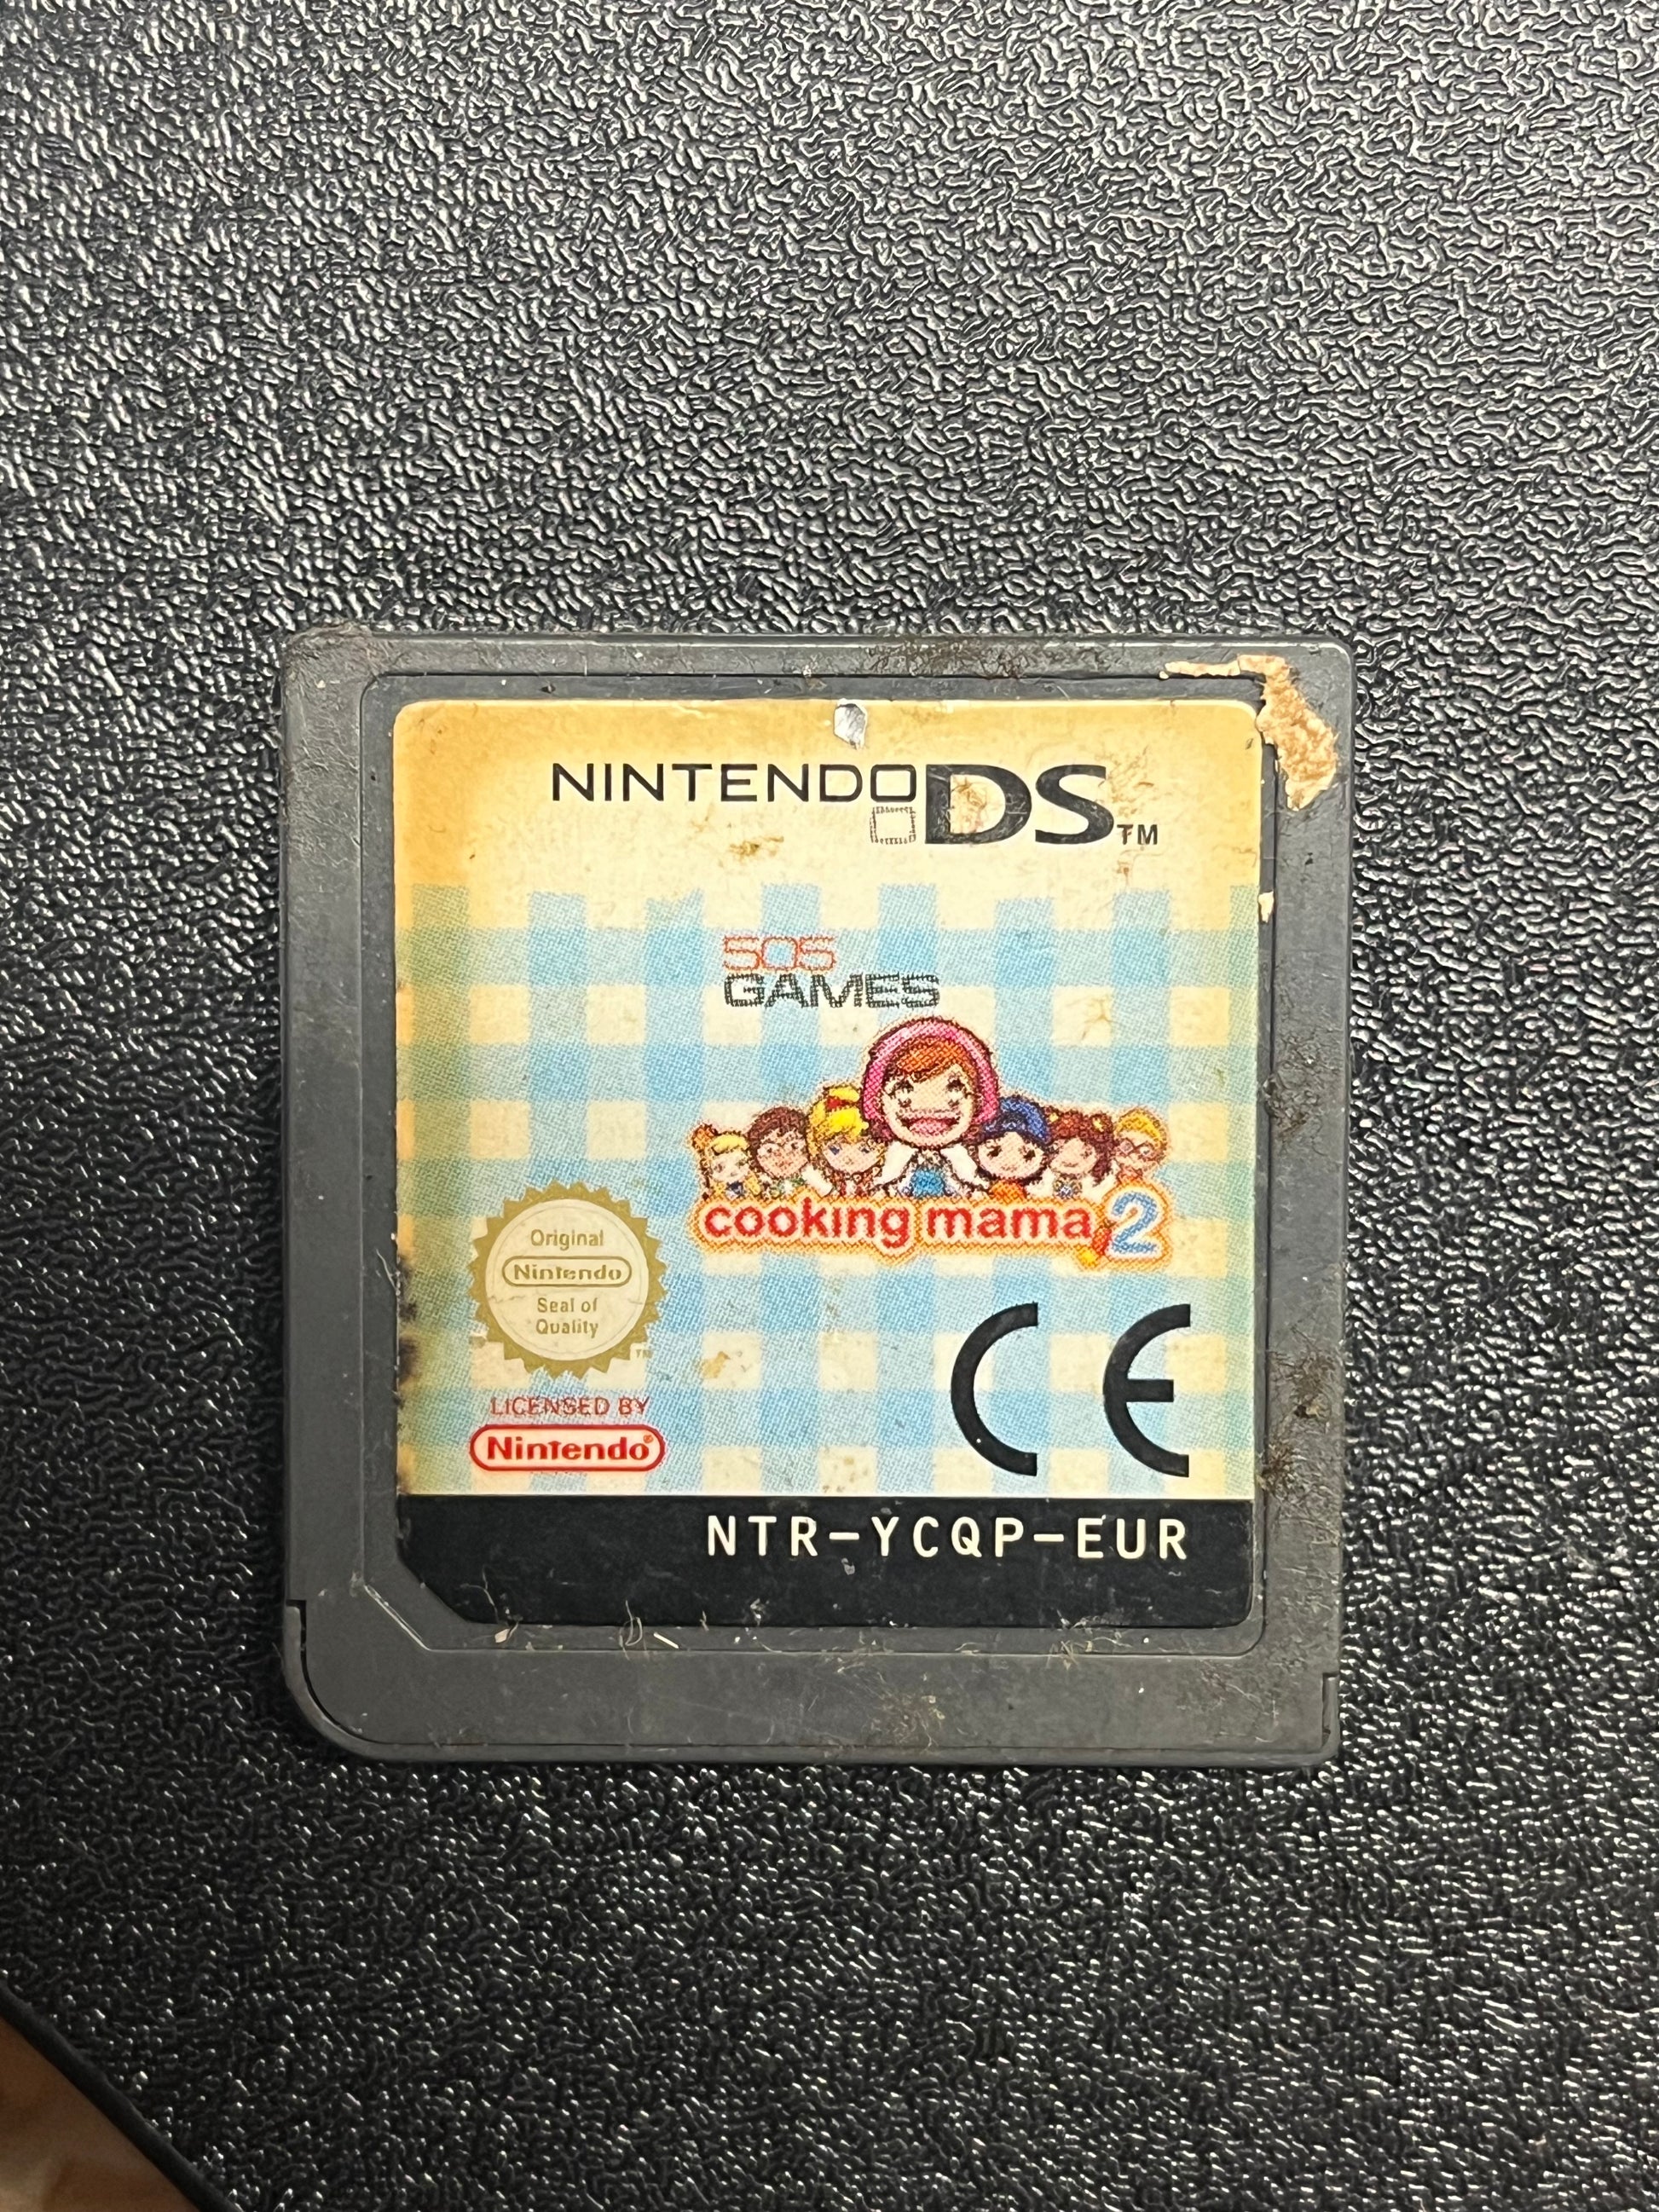 NINTENDO DS™
505
GAMES
cooking mama 2
Original
Nintendo
Seal of
Quality ™
LICENSED BY
Nintendo®
CE
NTR-YCQP-EUR